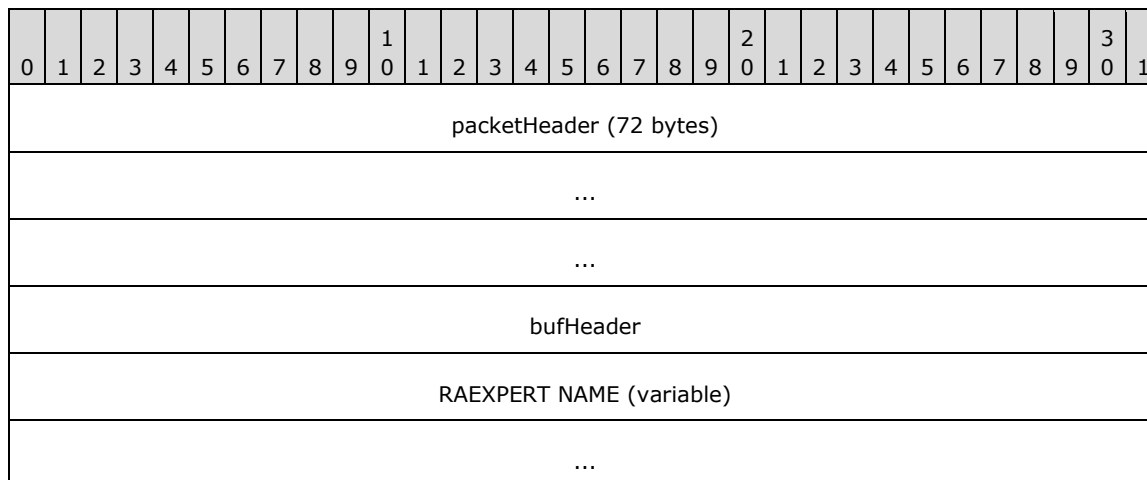 1 2 3
0 1 2 3 4 5 6 7 8 9 0 1 2 3 4 5 6 7 8 9 0 1 2 3 4 5 6 7 8 9 0 1
packetHeader (72 bytes)
...
...
bufHeader
RAEXPERT NAME (variable)
...